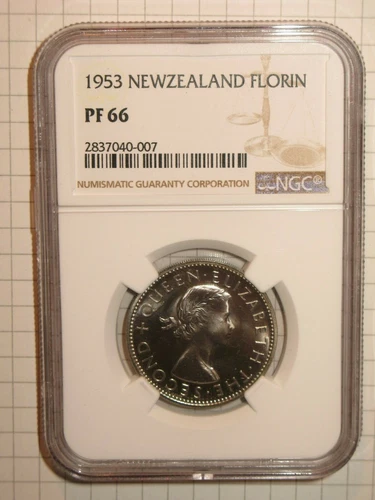 1953 NEWZEALAND FLORIN
PF 66
2837040-007
NUMISMATIC GUARANTY CORPORATION
NGC®
+QUEEN·ELIZABETH·THE·SECOND